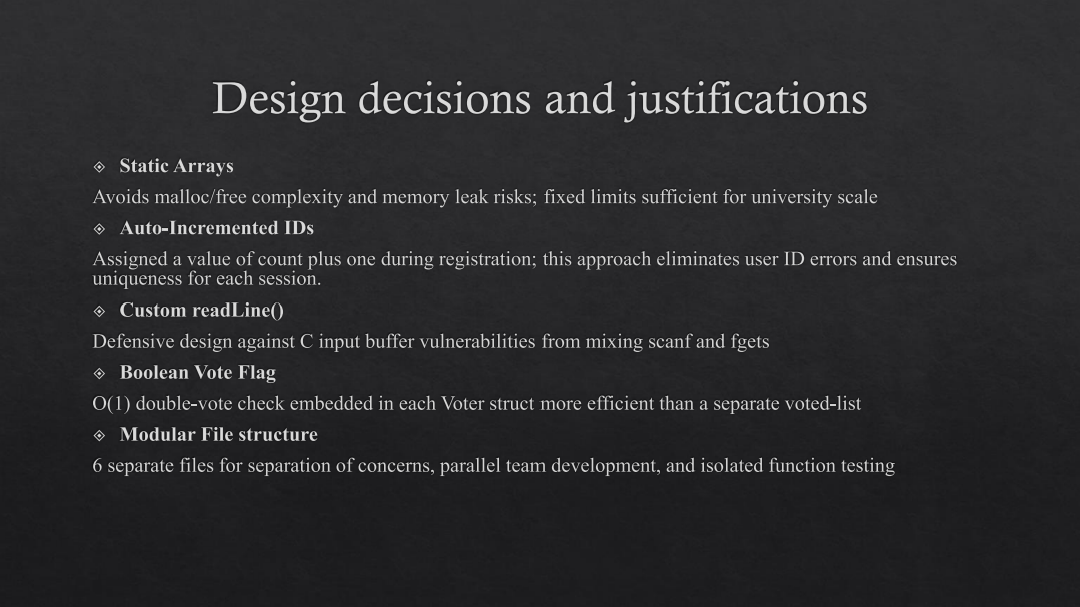 Design decisions and justifications
Static Arrays
Avoids malloc/free complexity and memory leak risks; fixed limits sufficient for university scale
Auto-Incremented IDs
Assigned a value of count plus one during registration; this approach eliminates user ID errors and ensures
uniqueness for each session.
Custom readLine()
Defensive design against C input buffer vulnerabilities from mixing scanf and fgets
Boolean Vote Flag
O(1) double-vote check embedded in each Voter struct more efficient than a separate voted-list
Modular File structure
6 separate files for separation of concerns, parallel team development, and isolated function testing